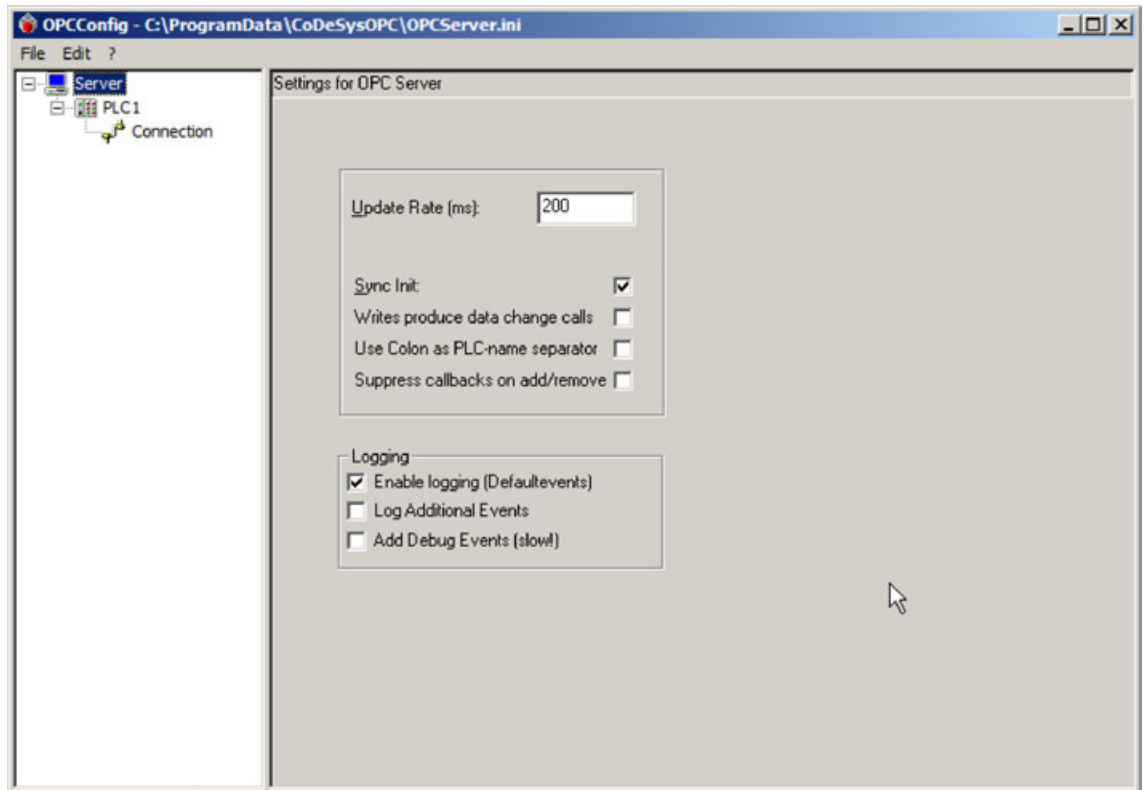 OPCConfig - C:\ProgramData\CoDeSysOPC\OPCServer.ini
File Edit ?
Server
PLC1
Connection
Settings for OPC Server
Update Rate (ms): 200
Sync Init:
Writes produce data change calls
Use Colon as PLC-name separator
Suppress callbacks on add/remove
Logging
Enable logging (Defaultevents)
Log Additional Events
Add Debug Events (slow!)